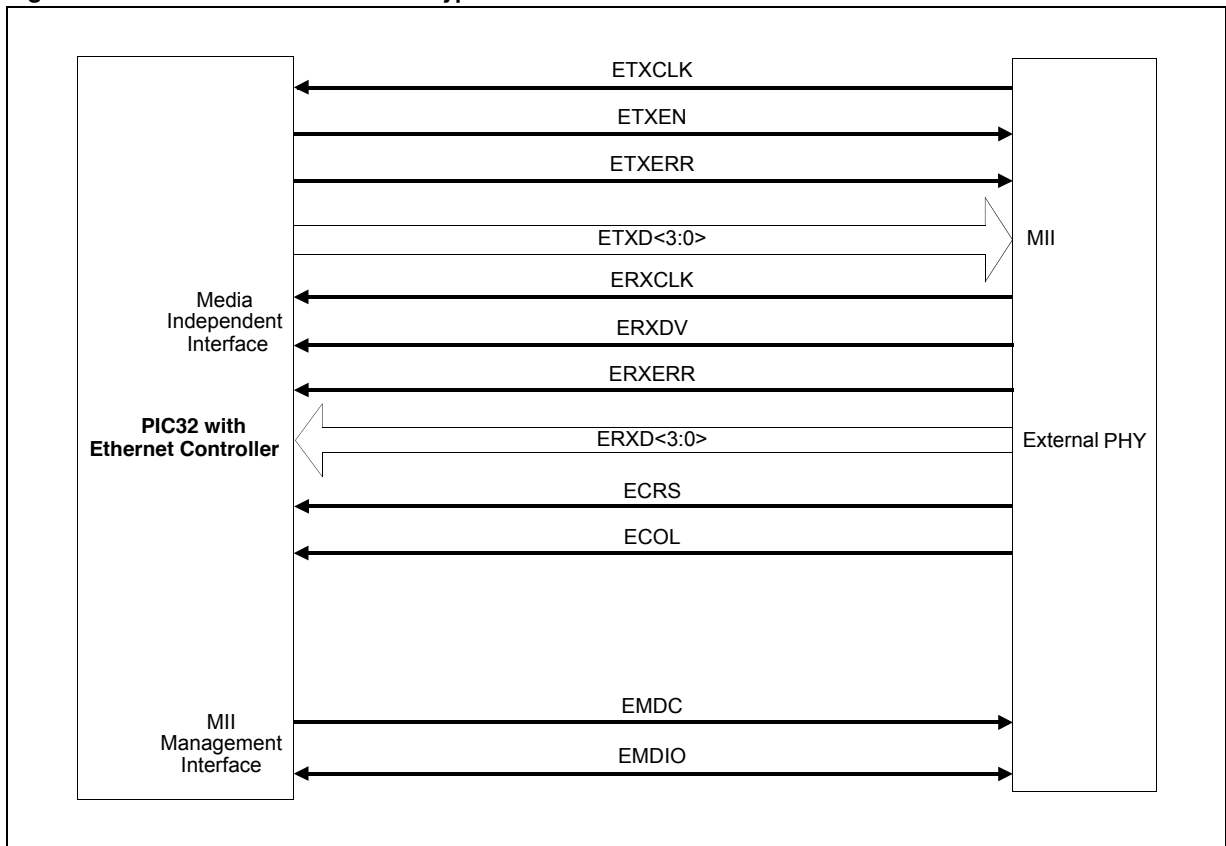 ETXCLK
ETXEN
ETXERR
ETXD<3:0>
MII
ERXCLK
Media
Independent
Interface
ERXDV
ERXERR
PIC32 with
Ethernet Controller
ERXD<3:0>
External PHY
ECRS
ECOL
EMDC
MII
Management
Interface
EMDIO